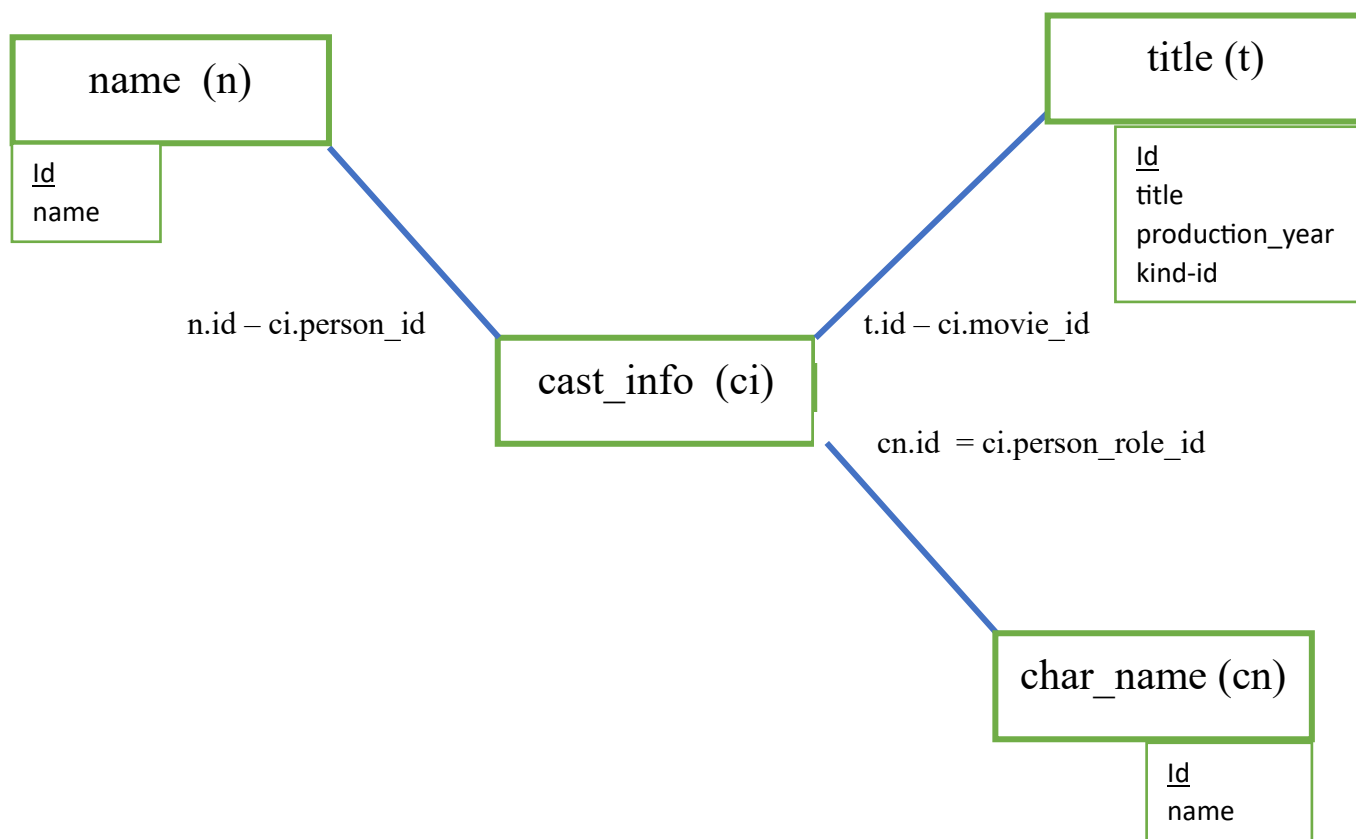 name (n)
Id
name
title (t)
Id
title
production_year
kind-id
n.id – ci.person_id
t.id – ci.movie_id
cast_info (ci)
cn.id = ci.person_role_id
char_name (cn)
Id
name